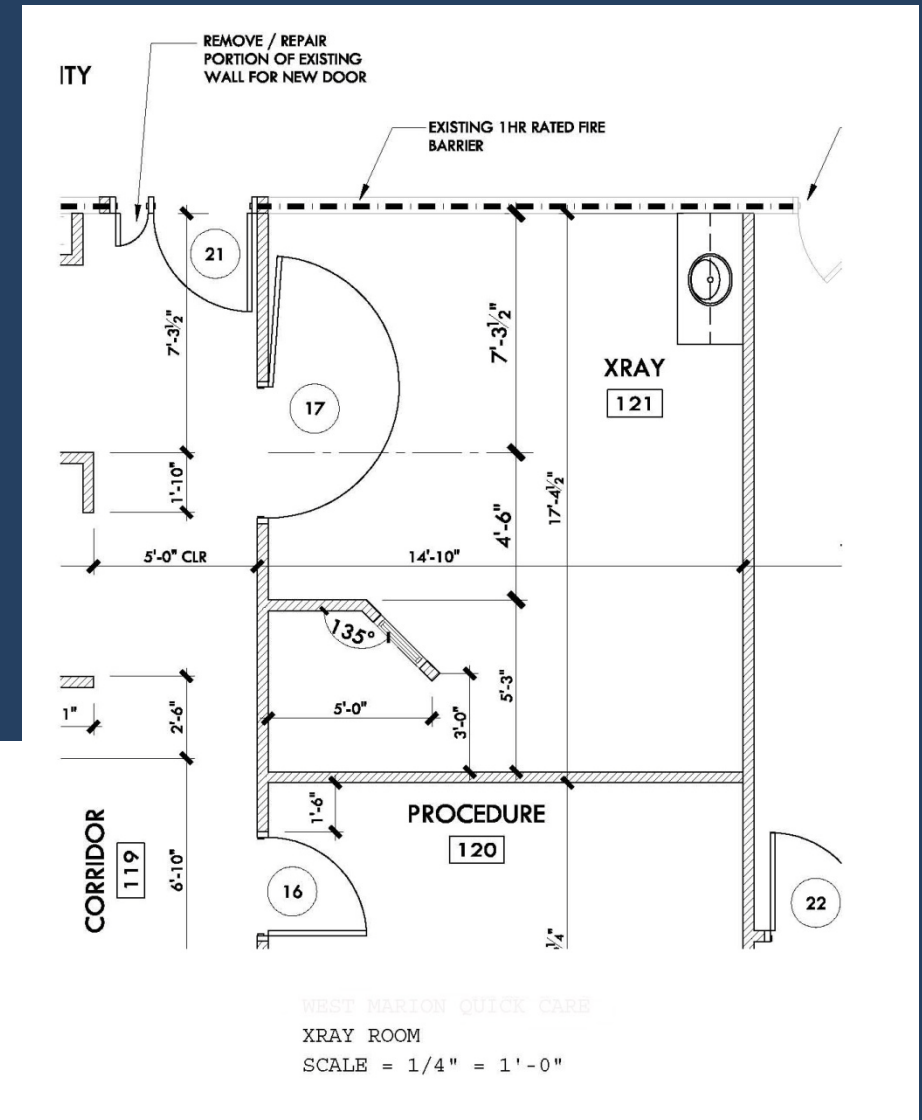 REMOVE / REPAIR
PORTION OF EXISTING
WALL FOR NEW DOOR
ITY
EXISTING 1HR RATED FIRE
BARRIER
21
7'-3½"
7'-3½"
XRAY
121
17
1'-10"
4'-6"
17'-4½"
5'-0" CLR
14'-10"
135°
5'-0"
3'-0"
5'-3"
1"
2'-6"
1'-6"
PROCEDURE
120
CORRIDOR
119
6'-10"
16
22
¼"
WEST MARION QUICK CARE
XRAY ROOM
SCALE = 1/4" = 1'-0"